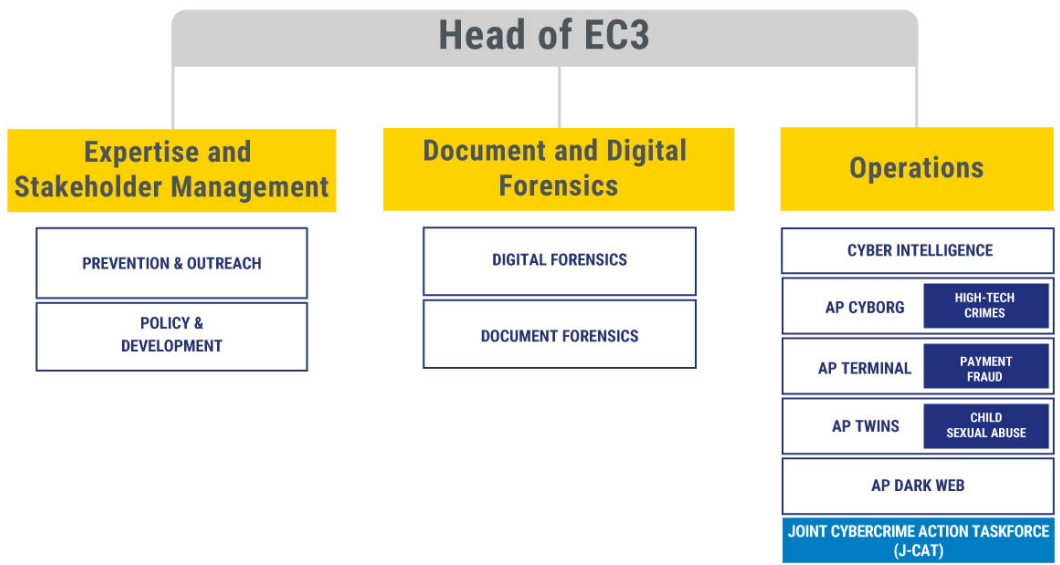 Head of EC3
Expertise and
Stakeholder Management
PREVENTION & OUTREACH
POLICY &
DEVELOPMENT
Document and Digital
Forensics
DIGITAL FORENSICS
DOCUMENT FORENSICS
Operations
CYBER INTELLIGENCE
AP CYBORG
HIGH-TECH
CRIMES
AP TERMINAL
PAYMENT
FRAUD
AP TWINS
CHILD
SEXUAL ABUSE
AP DARK WEB
JOINT CYBERCRIME ACTION TASKFORCE
(J-CAT)